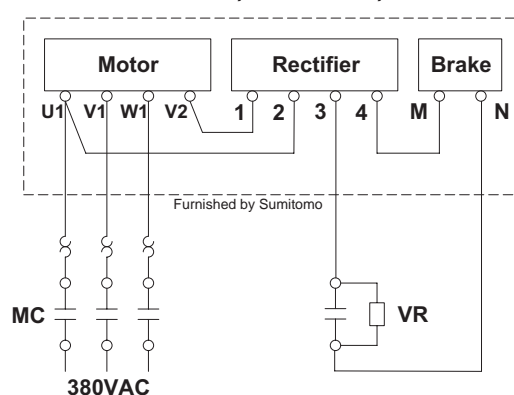 Motor Rectifier Brake
U1 V1 W1 V2 1 2 3 4 M N
Furnished by Sumitomo
MC VR
380VAC